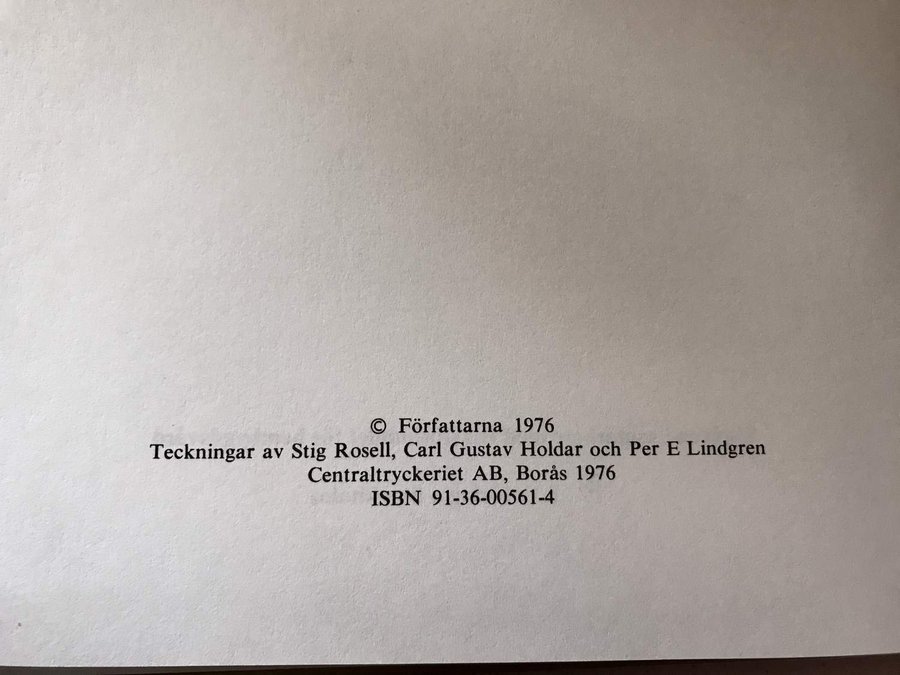 © Författarna 1976
Teckningar av Stig Rosell, Carl Gustav Holdar och Per E Lindgren
Centraltryckeriet AB, Borås 1976
ISBN 91-36-00561-4